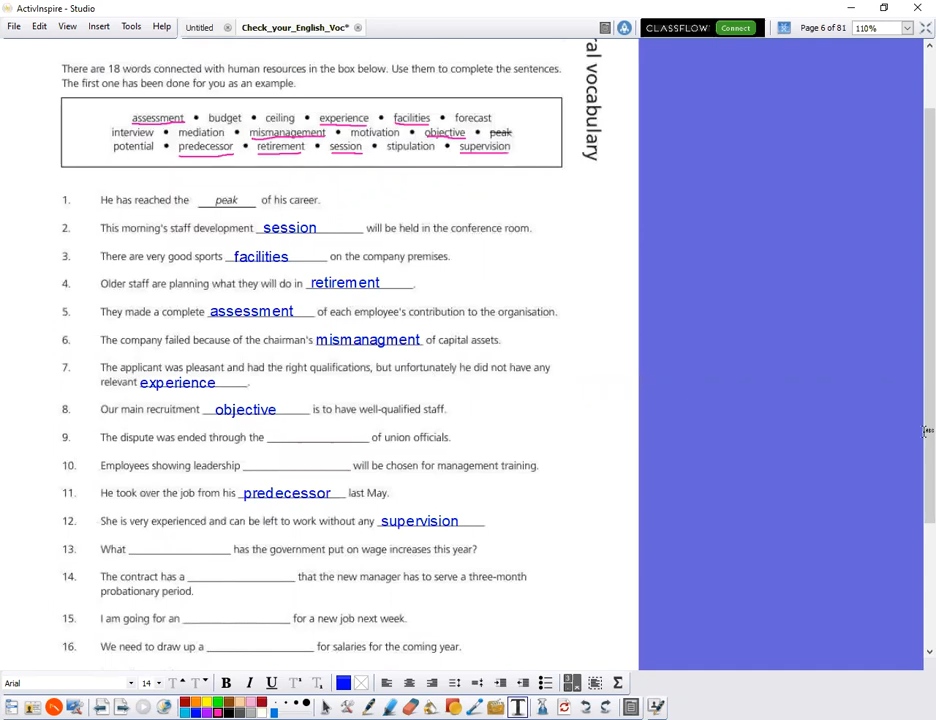 ActivInspire - Studio
File Edit View Insert Tools Help Untitled Check_your_English_Voc* CLASSFLOW Connect Page 6 of 81 110%
ral vocabulary
There are 18 words connected with human resources in the box below. Use them to complete the sentences.
The first one has been done for you as an example.
assessment • budget • ceiling • experience • facilities • forecast
interview • mediation • mismanagement • motivation • objective • peak
potential • predecessor • retirement • session • stipulation • supervision
1. He has reached the peak of his career.
2. This morning's staff development session will be held in the conference room.
3. There are very good sports facilities on the company premises.
4. Older staff are planning what they will do in retirement.
5. They made a complete assessment of each employee's contribution to the organisation.
6. The company failed because of the chairman's mismanagment of capital assets.
7. The applicant was pleasant and had the right qualifications, but unfortunately he did not have any
relevant experience.
8. Our main recruitment objective is to have well-qualified staff.
9. The dispute was ended through the ____ of union officials.
10. Employees showing leadership ____ will be chosen for management training.
11. He took over the job from his predecessor last May.
12. She is very experienced and can be left to work without any supervision
13. What ____ has the government put on wage increases this year?
14. The contract has a ____ that the new manager has to serve a three-month
probationary period.
15. I am going for an ____ for a new job next week.
16. We need to draw up a ____ for salaries for the coming year.
Arial 14 B I U